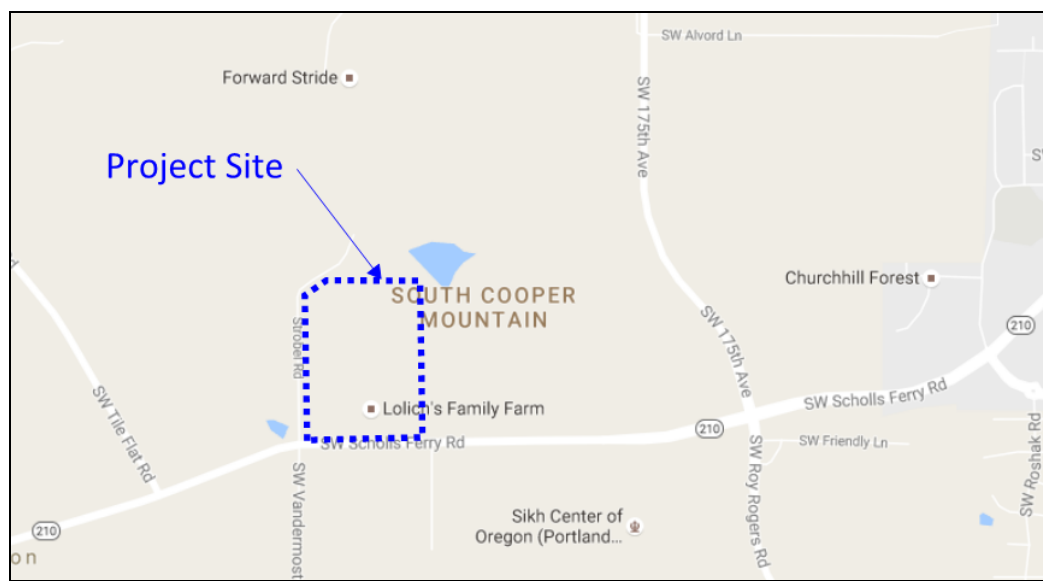 SW Alvord Ln
Forward Stride
SW 175th Ave
Project Site
Churchhill Forest
SOUTH COOPER
MOUNTAIN
210
Strobel Rd
SW 175th Ave
SW Tile Flat Rd
Lolich's Family Farm
SW Scholls Ferry Rd
SW Scholls Ferry Rd
210
SW Friendly Ln
SW Vandermost
SW Roy Rogers Rd
SW Roshak Rd
Sikh Center of
Oregon (Portland...
210
on